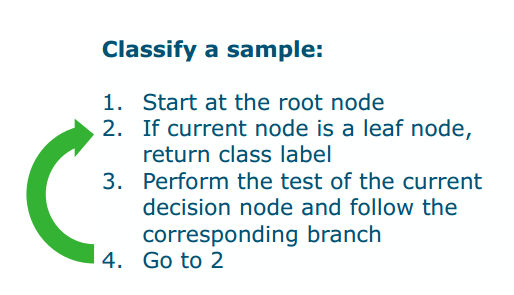 Classify a sample:
1. Start at the root node
2. If current node is a leaf node,
return class label
3. Perform the test of the current
decision node and follow the
corresponding branch
4. Go to 2